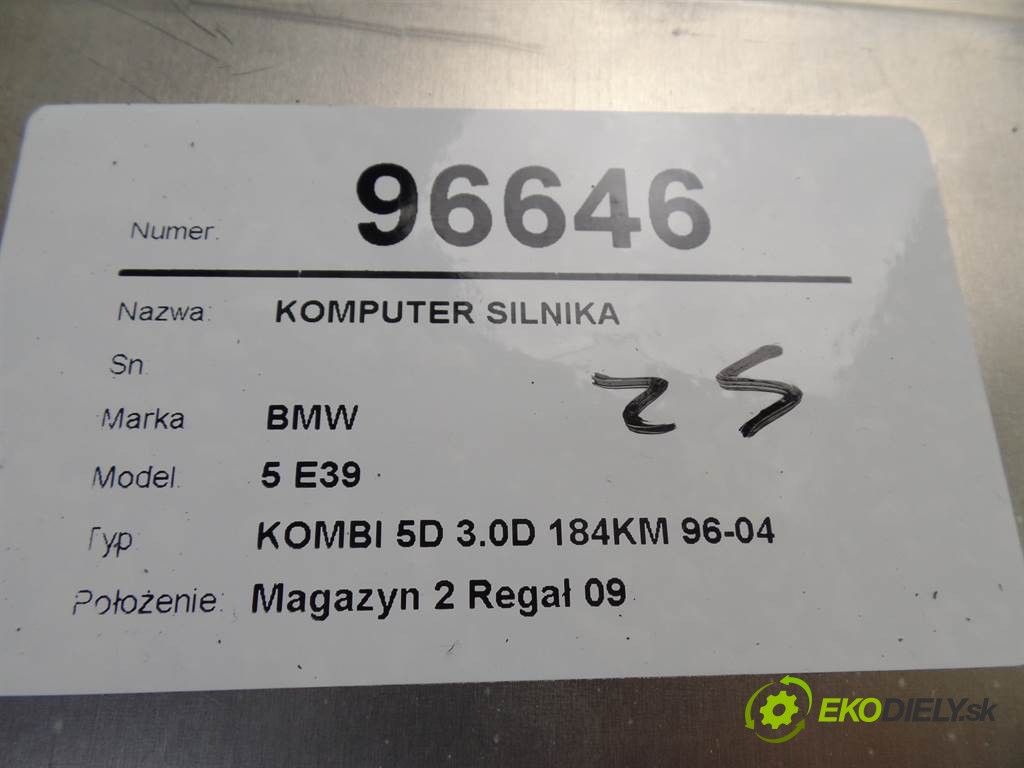 Numer: 96646
Nazwa: KOMPUTER SILNIKA
Sn
25
Marka BMW
Model: 5 E39
Typ KOMBI 5D 3.0D 184KM 96-04
Położenie: Magazyn 2 Regał 09
EKODIELY.sk